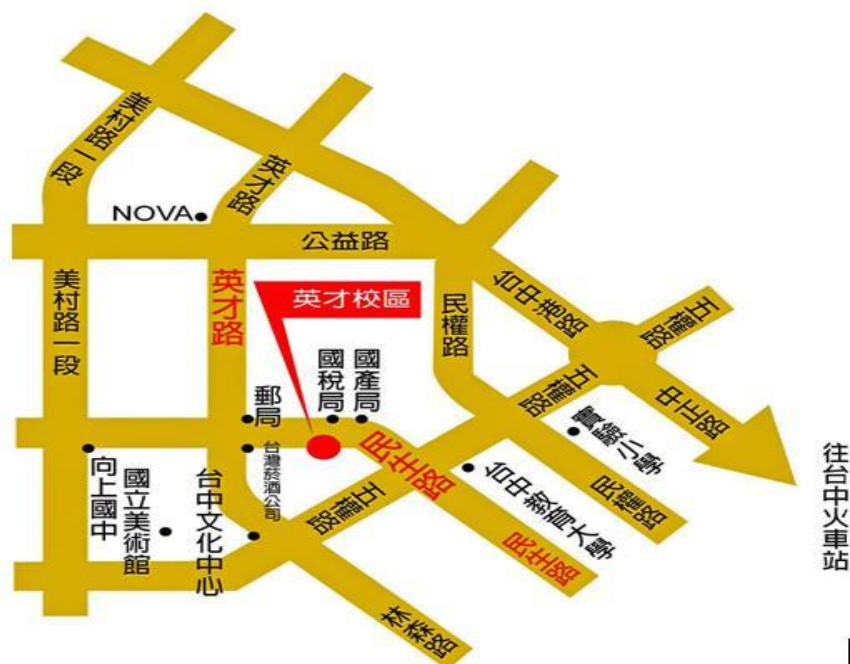 美村路一段
英才路
NOVA
公益路
美村路一段
英才路
英才校區
民權路
台中港路
五權路
五權路
中正路
郵局
國稅局
國產局
實驗小學
民生路
台灣菸酒公司
向上國中
國立美術館
台中文化中心
五權路
台中教育大學
民權路
民生路
林森路
往台中火車站